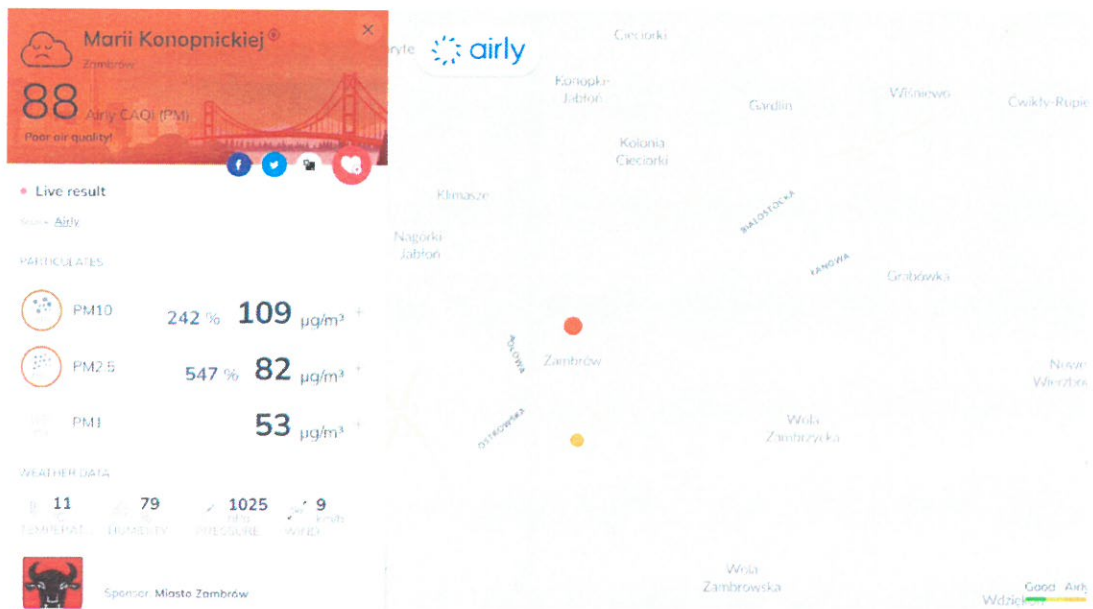 Marii Konopnickiej
Zambrów
88 Airly CAQI (PM)
Poor air quality!
Live result
Airly
PARTICULATES
PM10 242 % 109 µg/m³ +
PM2.5 547 % 82 µg/m³ +
PM1 53 µg/m³ +
WEATHER DATA
11 79 1025 9
HUMIDITY PRESSURE WIND
Sponsor: Miasto Zambrów
airly
Cieciorki
Konopki-
Jabłoń
Gardlin
Wiśniewo
Ćwikły-Rupie
Kolonia
Cieciorki
Klimasze
BIAŁOSTOCKA
Nagórki
Jabłoń
ŁANOWA
Grabówka
POLOWA
Zambrów
Nowe
Wierzbo
OSTROWSKA
Wola
Zambrzycka
Wola
Zambrowska
Good Airly